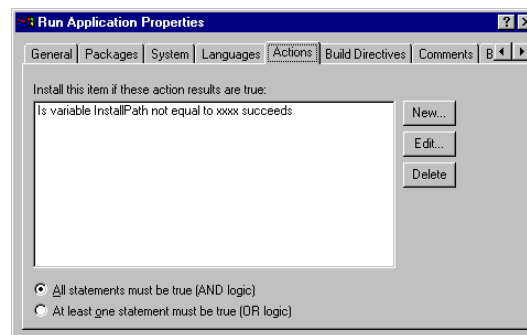 Run Application Properties
General Packages System Languages Actions Build Directives Comments B
Install this item if these action results are true:
Is variable InstallPath not equal to xxxx succeeds
New...
Edit...
Delete
All statements must be true (AND logic)
At least one statement must be true (OR logic)